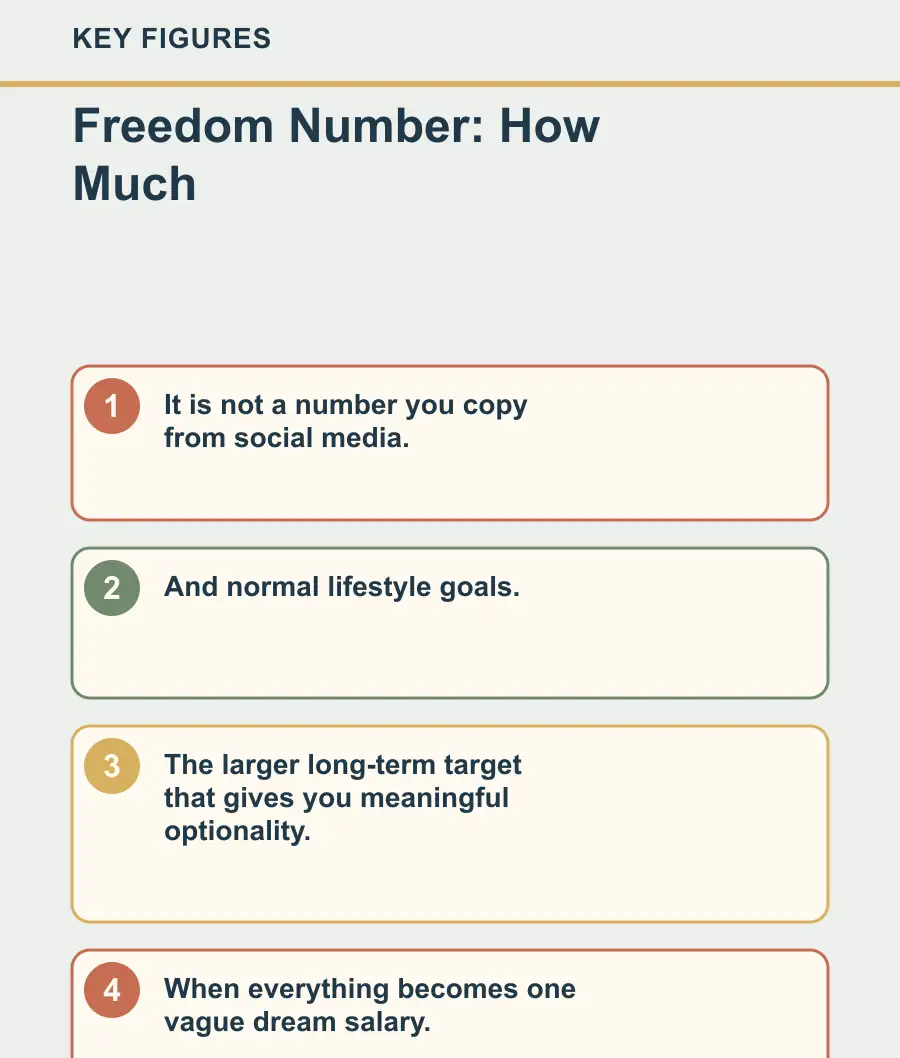 KEY FIGURES
Freedom Number: How
Much
1
It is not a number you copy
from social media.
2
And normal lifestyle goals.
3
The larger long-term target
that gives you meaningful
optionality.
4
When everything becomes one
vague dream salary.